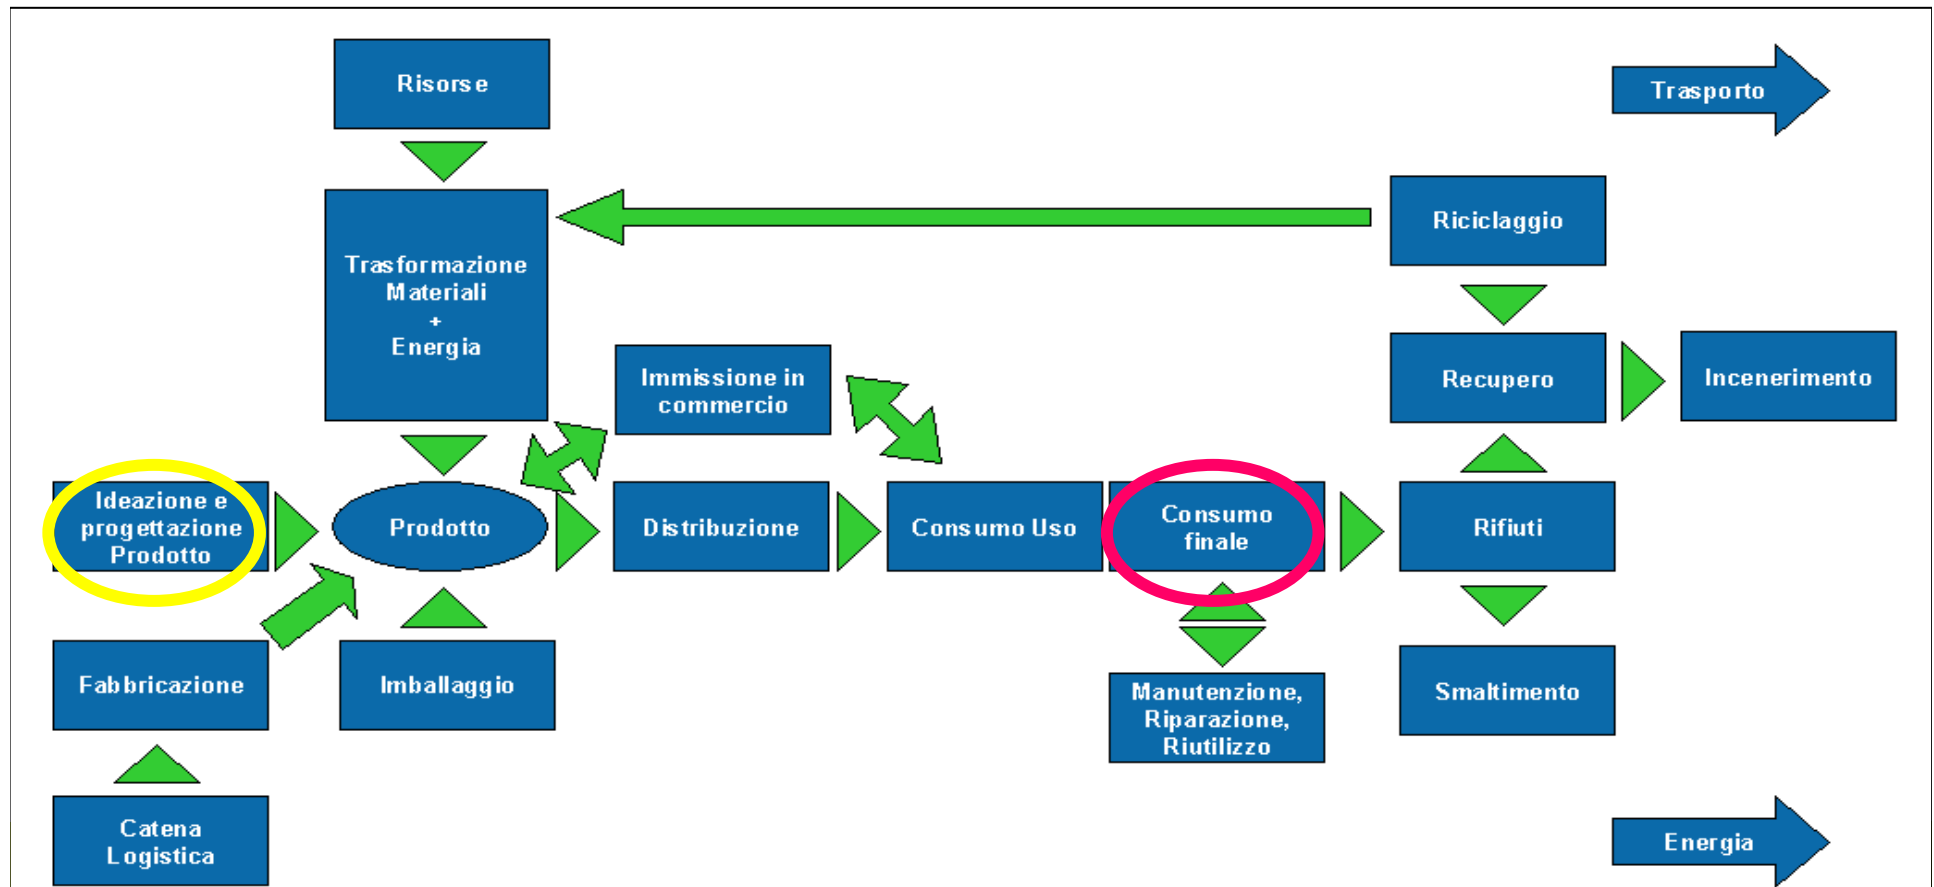 Risorse
Trasporto
Riciclaggio
Trasformazione
Materiali
+
Energia
Immissione in
commercio
Recupero
Incenerimento
Ideazione e
progettazione
Prodotto
Prodotto
Distribuzione
Consumo Uso
Consumo
finale
Rifiuti
Fabbricazione
Imballaggio
Manutenzione,
Riparazione,
Riutilizzo
Smaltimento
Catena
Logistica
Energia